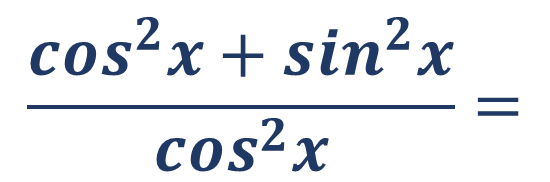 cos²x + sin²x
cos²x
=